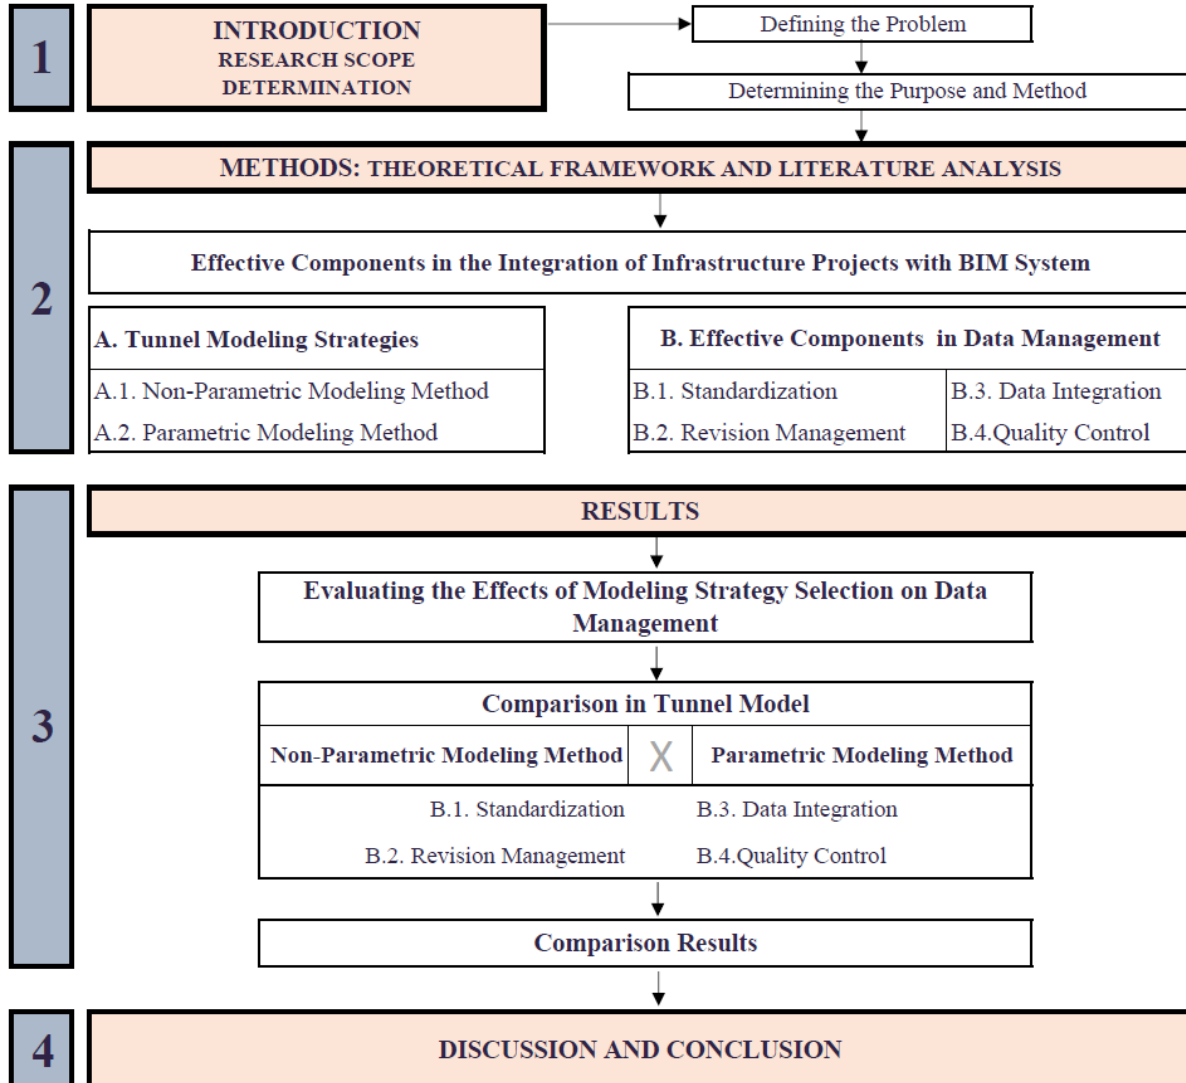 1
INTRODUCTION
RESEARCH SCOPE
DETERMINATION
Defining the Problem
Determining the Purpose and Method
2
METHODS: THEORETICAL FRAMEWORK AND LITERATURE ANALYSIS
Effective Components in the Integration of Infrastructure Projects with BIM System
A. Tunnel Modeling Strategies
A.1. Non-Parametric Modeling Method
A.2. Parametric Modeling Method
B. Effective Components in Data Management
B.1. Standardization
B.2. Revision Management
B.3. Data Integration
B.4.Quality Control
3
RESULTS
Evaluating the Effects of Modeling Strategy Selection on Data
Management
Comparison in Tunnel Model
Non-Parametric Modeling Method
X
Parametric Modeling Method
B.1. Standardization
B.2. Revision Management
B.3. Data Integration
B.4.Quality Control
Comparison Results
4
DISCUSSION AND CONCLUSION